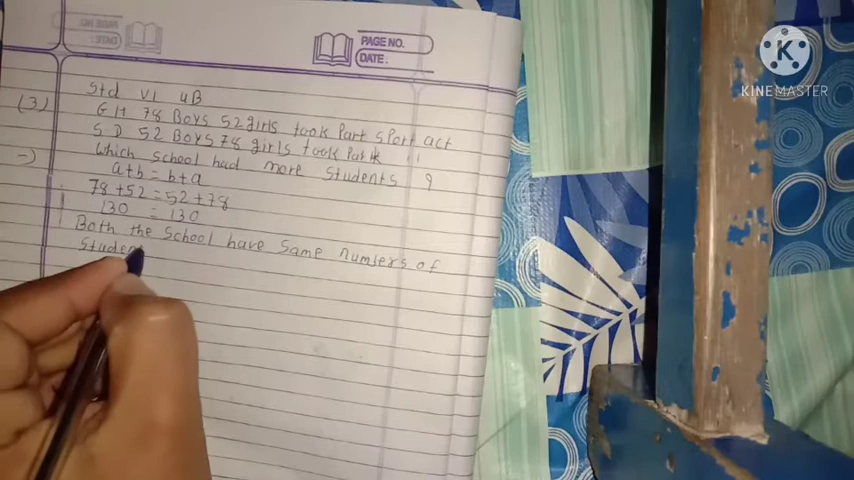 PAGE NO.
DATE:
KINEMASTER
Std VI 4B
(3) G H 78 Boys 52 girls took Part sport act
S D 52 Boys 78 girls took Part
Which School had more Students ?
a+b = b+a
78+52 = 52+78
130 = 130
Both the School have Same numbers of
Studen